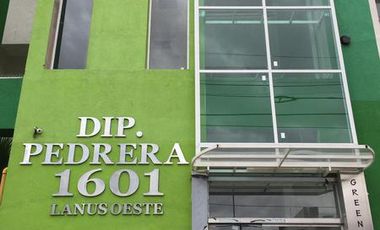 DIP.
PEDRERA
1601
LANUS OESTE
GREEN